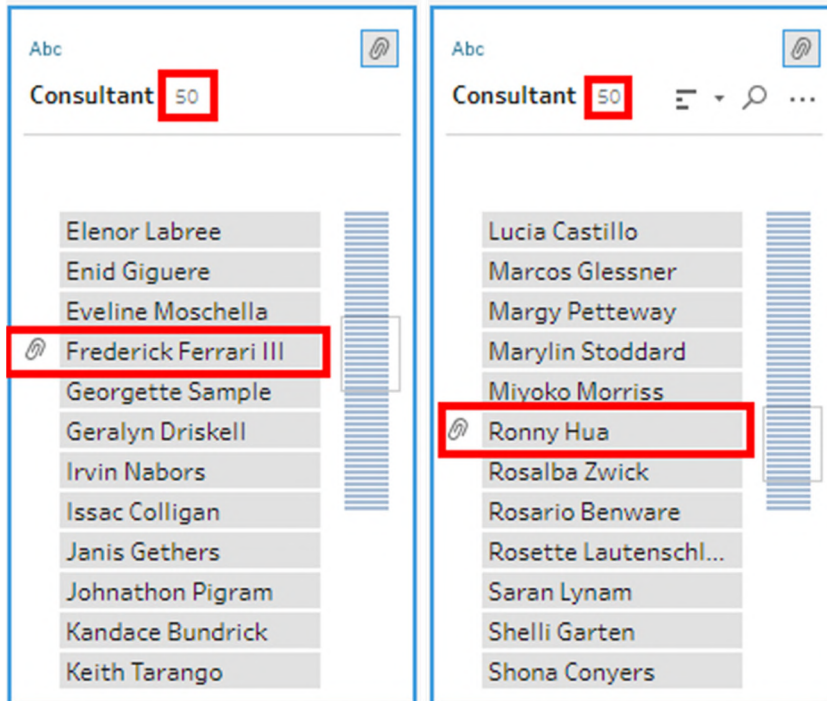 Abc
Consultant 50
Elenor Labree
Enid Giguere
Eveline Moschella
Frederick Ferrari III
Georgette Sample
Geralyn Driskell
Irvin Nabors
Issac Colligan
Janis Gethers
Johnathon Pigram
Kandace Bundrick
Keith Tarango
Abc
Consultant 50
Lucia Castillo
Marcos Glessner
Margy Petteway
Marylin Stoddard
Miyoko Morriss
Ronny Hua
Rosalba Zwick
Rosario Benware
Rosette Lautenschl...
Saran Lynam
Shelli Garten
Shona Conyers